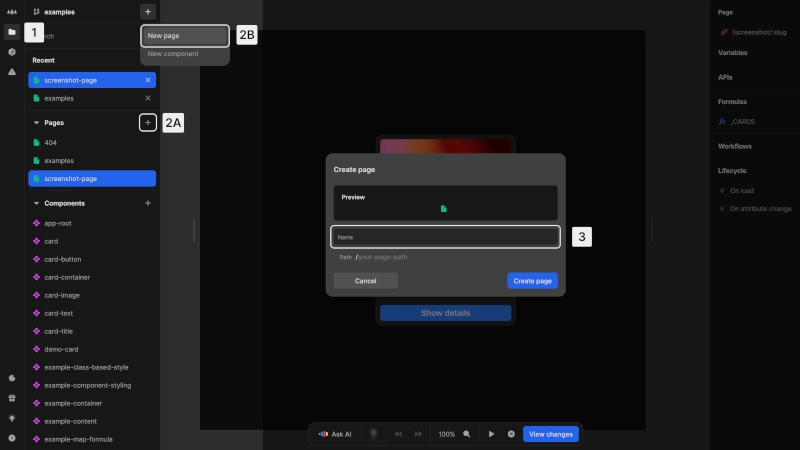 examples
1
rch
New page
2B
New component
Recent
screenshot-page
examples
Pages
2A
404
examples
screenshot-page
Components
app-root
card
card-button
card-container
card-image
card-text
card-title
demo-card
example-class-based-style
example-component-styling
example-container
example-content
example-map-formula
Create page
Preview
Name
3
Path /your-page-path
Cancel
Create page
Show details
Ask AI
100%
View changes
Page
/screenshot/:slug
Variables
APIs
Formulas
_CARDS
Workflows
Lifecycle
On load
On attribute change